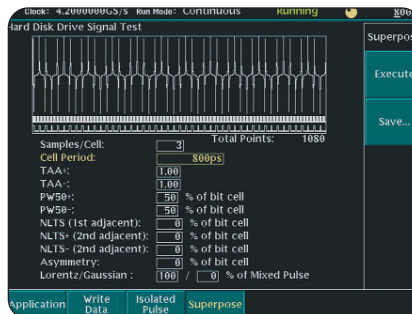 Clock: 4.2000000GS/s Run Mode: Continuous Running
Hard Disk Drive Signal Test
Superpos
Execute
Save...
Total Points: 1080
Samples/Cell: 3
Cell Period: 800ps
TAA+: 1.00
TAA-: 1.00
PW50+: 50 % of bit cell
PW50-: 50 % of bit cell
NLTS (1st adjacent): 0 % of bit cell
NLTS+ (2nd adjacent): 0 % of bit cell
NLTS- (2nd adjacent): 0 % of bit cell
Asymmetry: 0 % of bit cell
Lorentz/Gaussian : 100 / 0 % of Mixed Pulse
Application Write Data Isolated Pulse Superpose